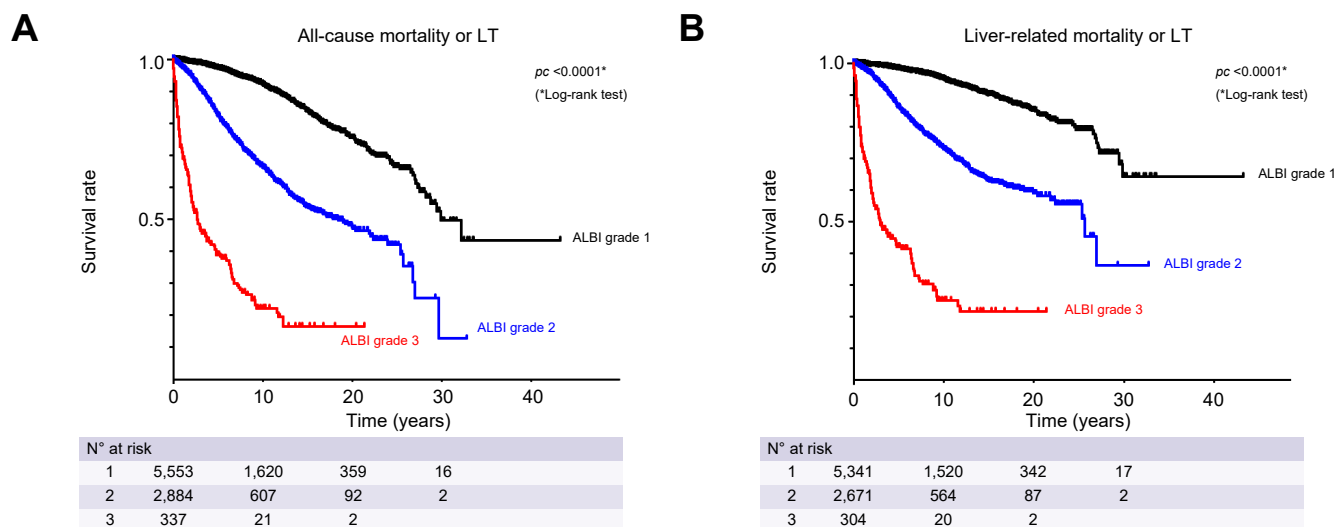 A
All-cause mortality or LT
pc <0.0001*
(*Log-rank test)
Survival rate
1.0
0.5
ALBI grade 1
ALBI grade 2
ALBI grade 3
0 10 20 30 40
Time (years)
N° at risk
1 5,553 1,620 359 16
2 2,884 607 92 2
3 337 21 2
B
Liver-related mortality or LT
pc <0.0001*
(*Log-rank test)
Survival rate
1.0
0.5
ALBI grade 1
ALBI grade 2
ALBI grade 3
0 10 20 30 40
Time (years)
N° at risk
1 5,341 1,520 342 17
2 2,671 564 87 2
3 304 20 2